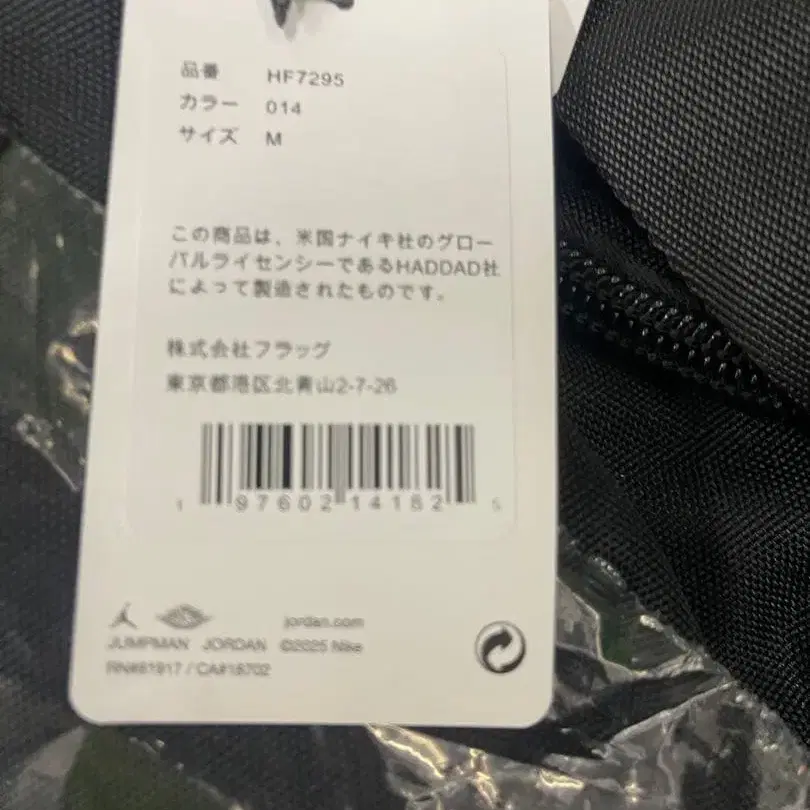 品番 HF7295
カラー 014
サイズ M
この商品は、米国ナイキ社のグロー
バルライセンシーであるHADDAD社
によって製造されたものです。
株式会社フラッグ
東京都港区北青山2-7-26
1 97602 14182 5
jordan.com
JUMPMAN JORDAN ©2025 Nike
RN#81917 / CA#18702